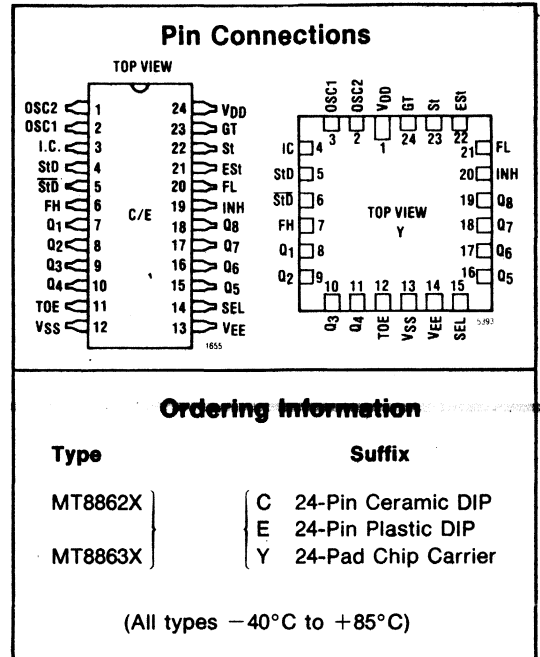 Pin Connections
TOP VIEW
OSC2 1 24 VDD
OSC1 2 23 GT
I.C. 3 22 St
StD 4 21 ESt
S̅t̅D̅ 5 20 FL
FH 6 19 INH
C/E
Q1 7 18 Q8
Q2 8 17 Q7
Q3 9 16 Q6
Q4 10 15 Q5
TOE 11 14 SEL
VSS 12 13 VEE
1655
OSC1 OSC2 VDD GT St ESt
3 2 1 24 23 22
IC 4 21 FL
StD 5 20 INH
S̅t̅D̅ 6 19 Q8
TOP VIEW
FH 7 18 Q7
Y
Q1 8 17 Q6
Q2 9 16 Q5
10 11 12 13 14 15
Q3 Q4 TOE VSS VEE SEL
5393
Ordering Information
Type Suffix
MT8862X C 24-Pin Ceramic DIP
E 24-Pin Plastic DIP
MT8863X Y 24-Pad Chip Carrier
(All types −40°C to +85°C)